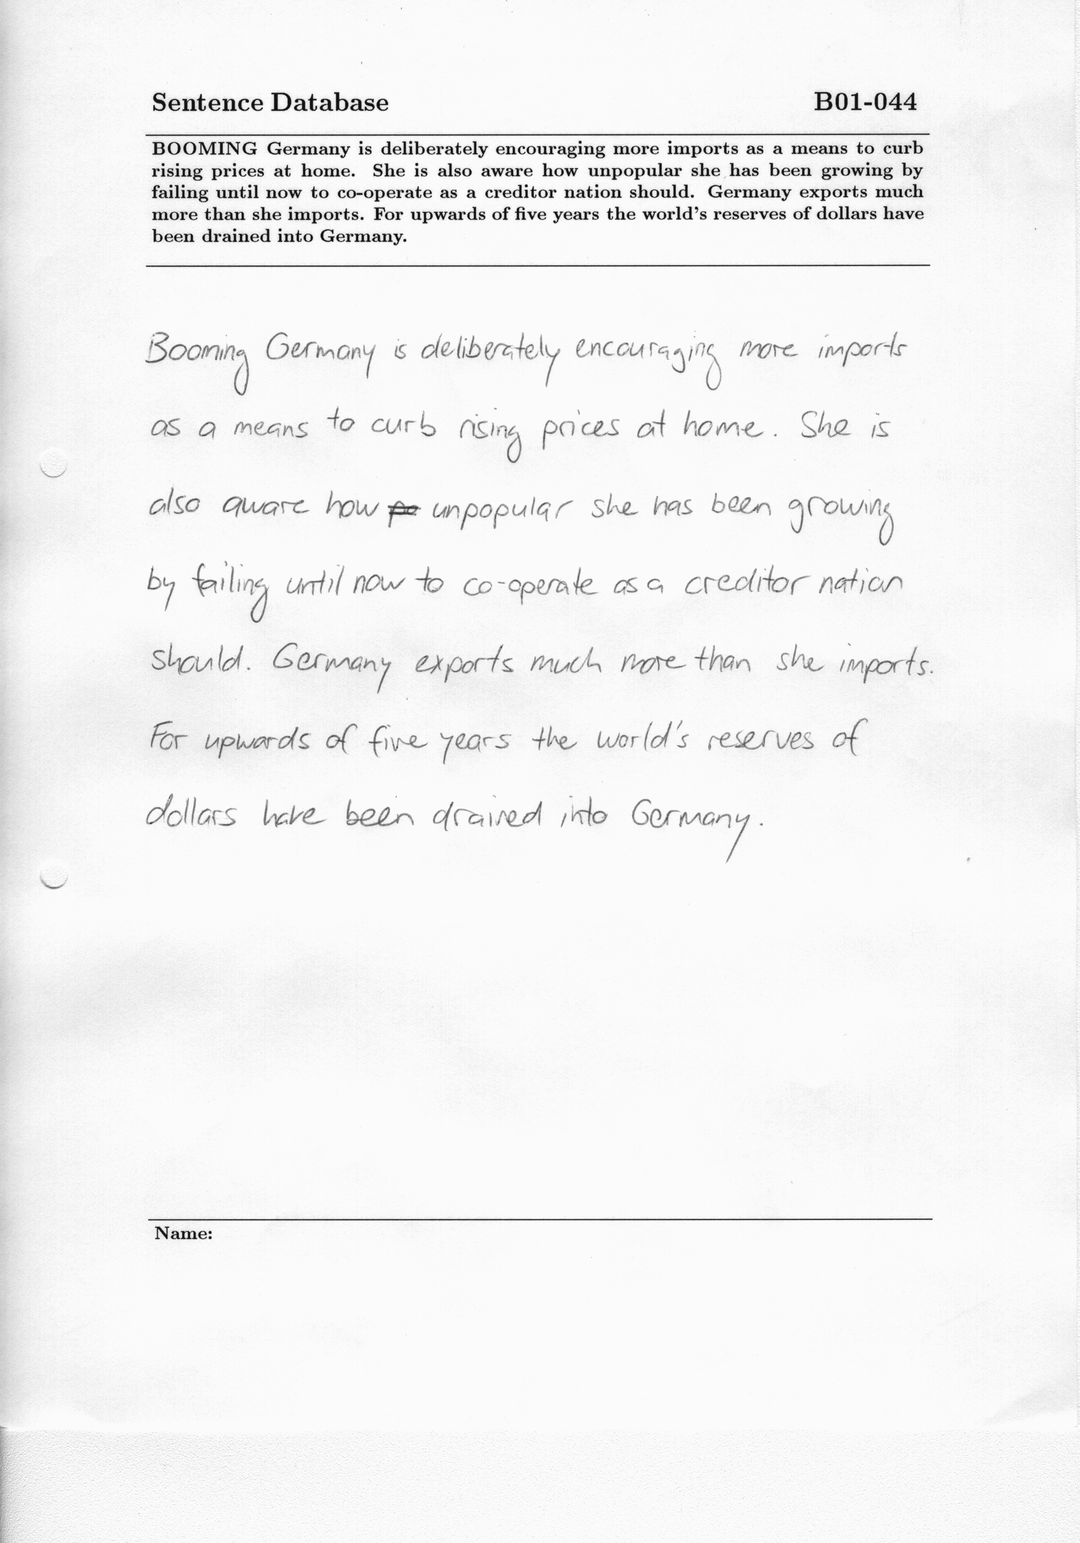 Sentence Database B01-044
BOOMING Germany is deliberately encouraging more imports as a means to curb
rising prices at home. She is also aware how unpopular she has been growing by
failing until now to co-operate as a creditor nation should. Germany exports much
more than she imports. For upwards of five years the world's reserves of dollars have
been drained into Germany.
Booming Germany is deliberately encouraging more imports
as a means to curb rising prices at home. She is
also aware how unpopular she has been growing
by failing until now to co-operate as a creditor nation
should. Germany exports much more than she imports.
For upwards of five years the world's reserves of
dollars have been drained into Germany.
Name: